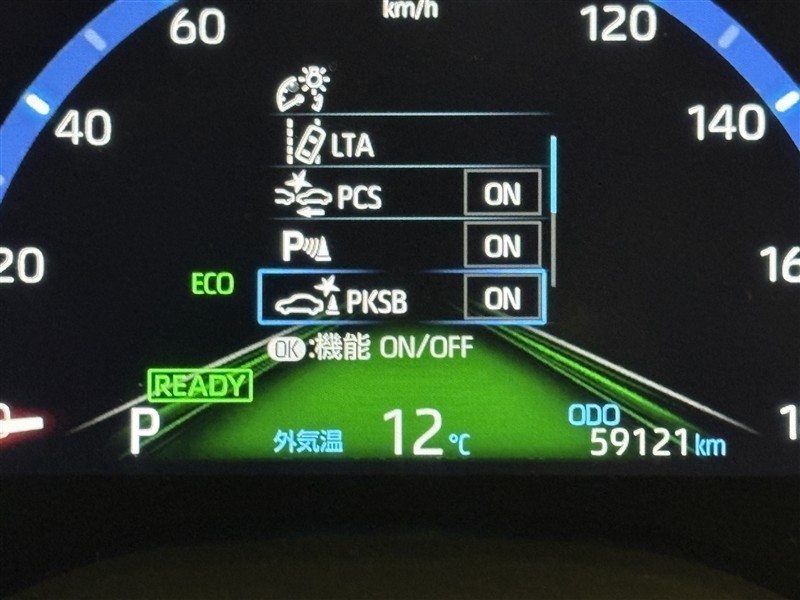 km/h
60
120
40
140
LTA
PCS ON
P ON
20
ECO
PKSB ON
OK:機能 ON/OFF
READY
P
外気温 12℃
ODO
59121km